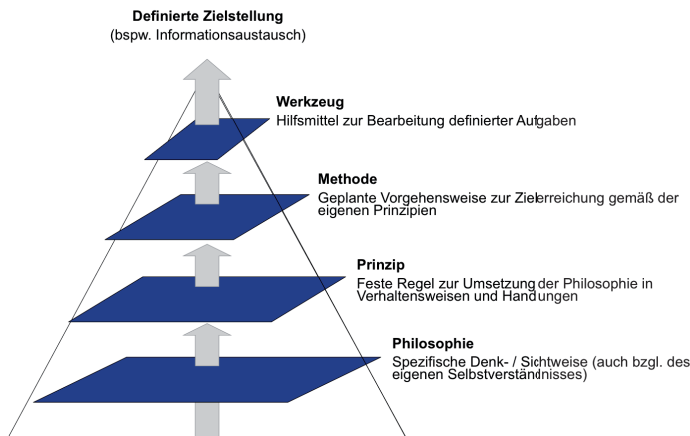 Definierte Zielstellung
(bspw. Informationsaustausch)
Werkzeug
Hilfsmittel zur Bearbeitung definierter Aufgaben
Methode
Geplante Vorgehensweise zur Zielerreichung gemäß der
eigenen Prinzipien
Prinzip
Feste Regel zur Umsetzung der Philosophie in
Verhaltensweisen und Handlungen
Philosophie
Spezifische Denk- / Sichtweise (auch bzgl. des
eigenen Selbstverständnisses)